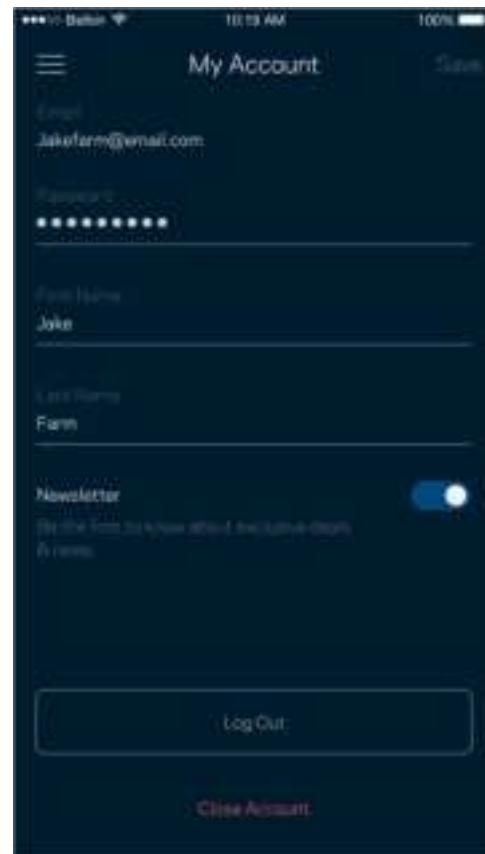 10:19 AM 100%
My Account Save
Email
Jakefarm@email.com
Password
First Name
Jake
Last Name
Farm
Newsletter
Be the first to know about exclusive deals
& news
Log Out
Close Account